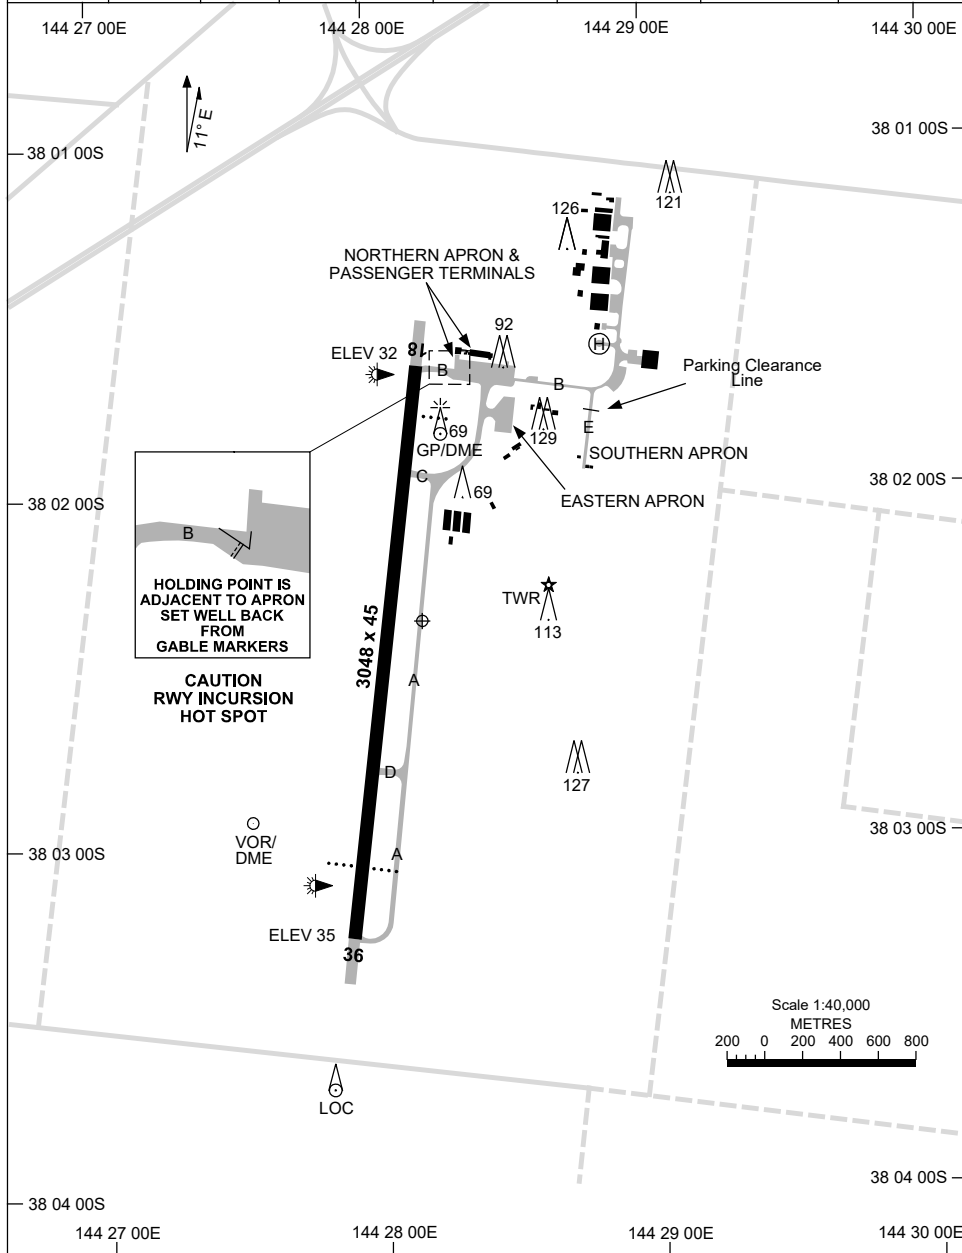 144 27 00E
144 28 00E
144 29 00E
144 30 00E
11° E
38 01 00S
38 01 00S
121
126
NORTHERN APRON &
PASSENGER TERMINALS
92
ELEV 32
18
B
H
Parking Clearance
Line
B
69
GP/DME
129
E
SOUTHERN APRON
C
69
EASTERN APRON
38 02 00S
38 02 00S
B
HOLDING POINT IS
ADJACENT TO APRON
SET WELL BACK
FROM
GABLE MARKERS
CAUTION
RWY INCURSION
HOT SPOT
TWR
113
3048 x 45
A
D
127
VOR/
DME
38 03 00S
38 03 00S
A
ELEV 35
36
Scale 1:40,000
METRES
200 0 200 400 600 800
LOC
38 04 00S
38 04 00S
144 27 00E
144 28 00E
144 29 00E
144 30 00E